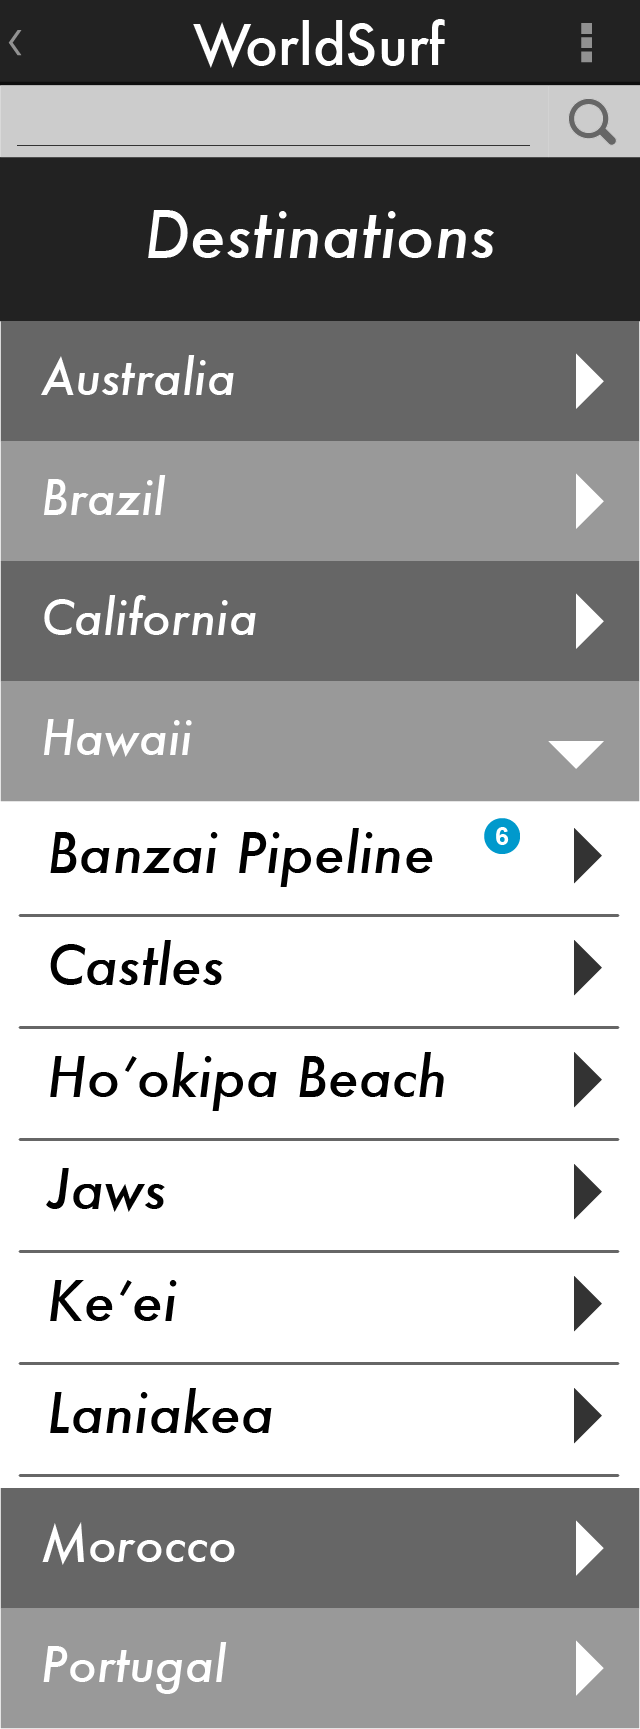 WorldSurf
Destinations
Australia
Brazil
California
Hawaii
Banzai Pipeline 6
Castles
Ho’okipa Beach
Jaws
Ke’ei
Laniakea
Morocco
Portugal